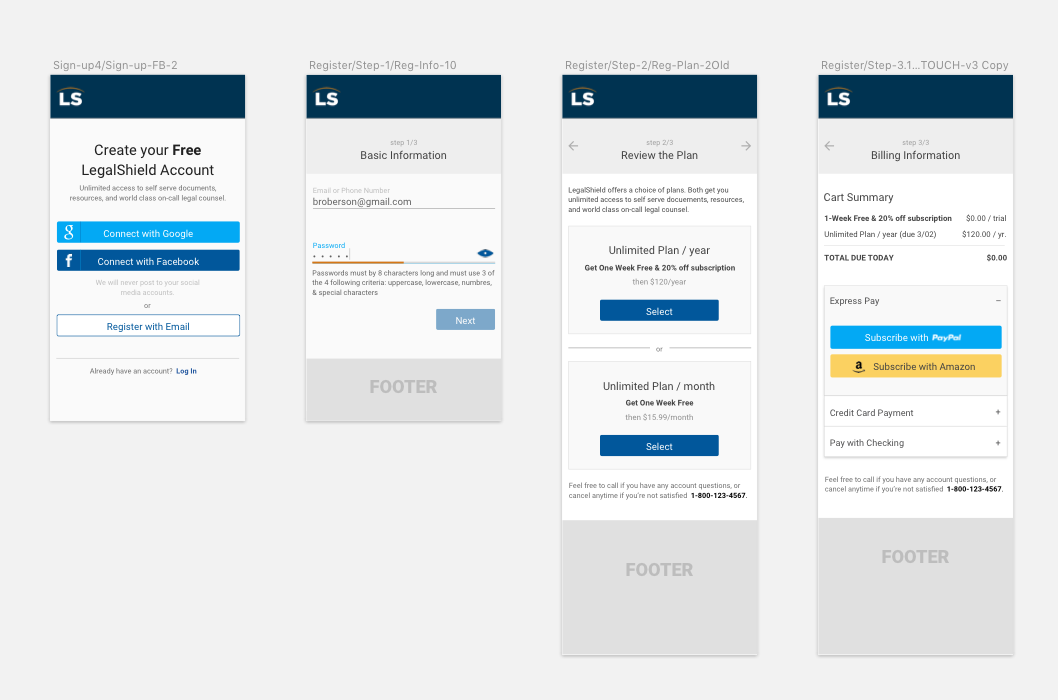 Sign-up4/Sign-up-FB-2
LS
Create your Free
LegalShield Account
Unlimited access to self serve documents,
resources, and world class on-call legal counsel.
Connect with Google
Connect with Facebook
We will never post to your social
media accounts.
or
Register with Email
Already have an account? Log In
Register/Step-1/Reg-Info-10
LS
step 1/3
Basic Information
Email or Phone Number
broberson@gmail.com
Password
Passwords must by 8 characters long and must use 3 of
the 4 following criteria: uppercase, lowercase, numbres,
& special characters
Next
FOOTER
Register/Step-2/Reg-Plan-2Old
LS
step 2/3
Review the Plan
LegalShield offers a choice of plans. Both get you
unlimited access to self serve docuements, resources,
and world class on-call legal counsel.
Unlimited Plan / year
Get One Week Free & 20% off subscription
then $120/year
Select
or
Unlimited Plan / month
Get One Week Free
then $15.99/month
Select
Feel free to call if you have any account questions, or
cancel anytime if you're not satisfied 1-800-123-4567.
FOOTER
Register/Step-3.1...TOUCH-v3 Copy
LS
step 3/3
Billing Information
Cart Summary
1-Week Free & 20% off subscription $0.00 / trial
Unlimited Plan / year (due 3/02) $120.00 / yr.
TOTAL DUE TODAY $0.00
Express Pay −
Subscribe with PayPal
Subscribe with Amazon
Credit Card Payment +
Pay with Checking +
Feel free to call if you have any account questions, or
cancel anytime if you're not satisfied 1-800-123-4567.
FOOTER